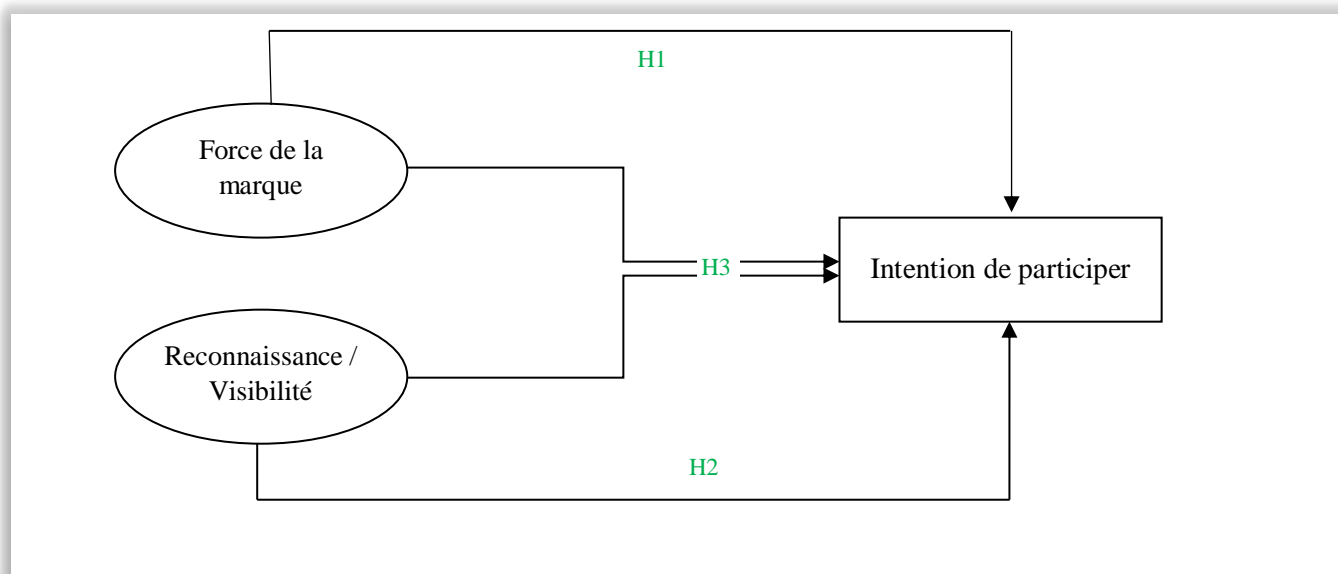 H1
Force de la
marque
H3
Intention de participer
Reconnaissance /
Visibilité
H2